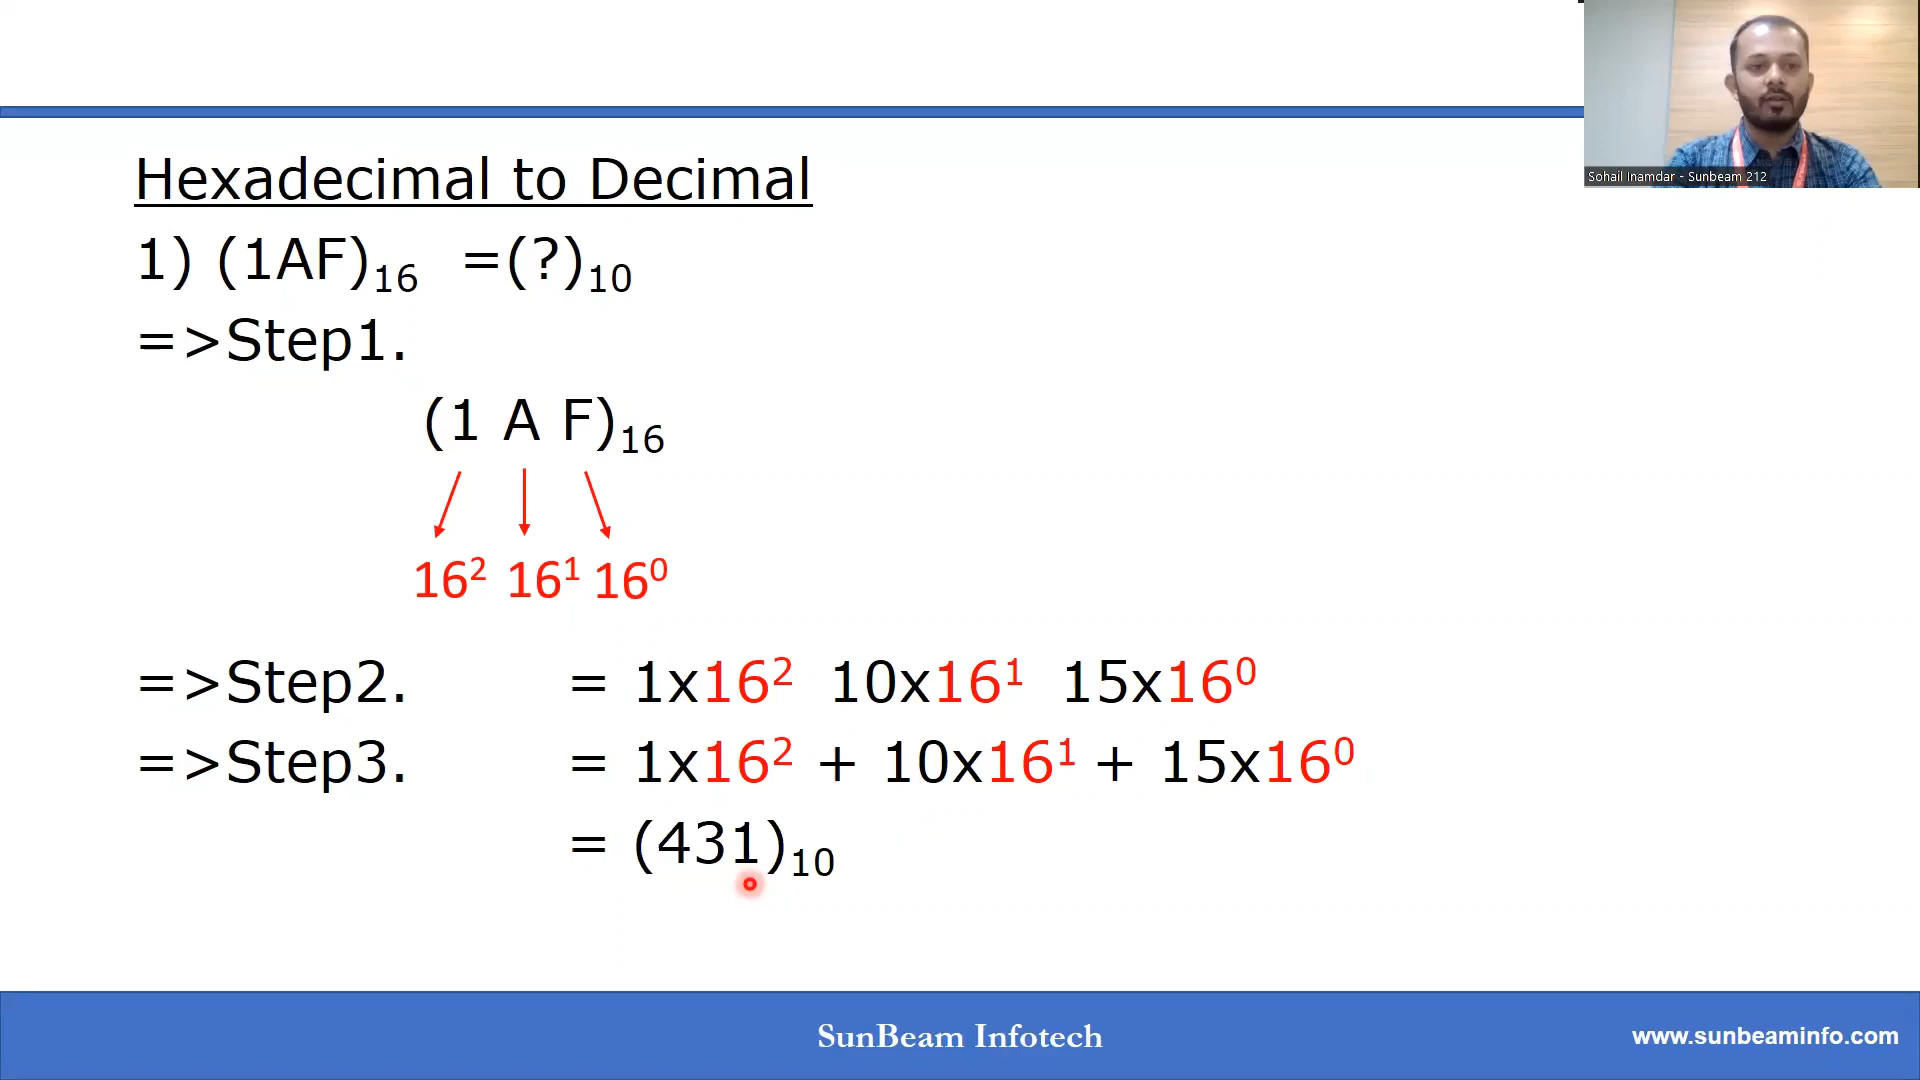 Sohail Inamdar - Sunbeam 212
Hexadecimal to Decimal
1) (1AF)₁₆ =(?)₁₀
=>Step1.
(1 A F)₁₆
16² 16¹ 16⁰
=>Step2. = 1x16² 10x16¹ 15x16⁰
=>Step3. = 1x16² + 10x16¹ + 15x16⁰
= (431)₁₀
SunBeam Infotech
www.sunbeaminfo.com